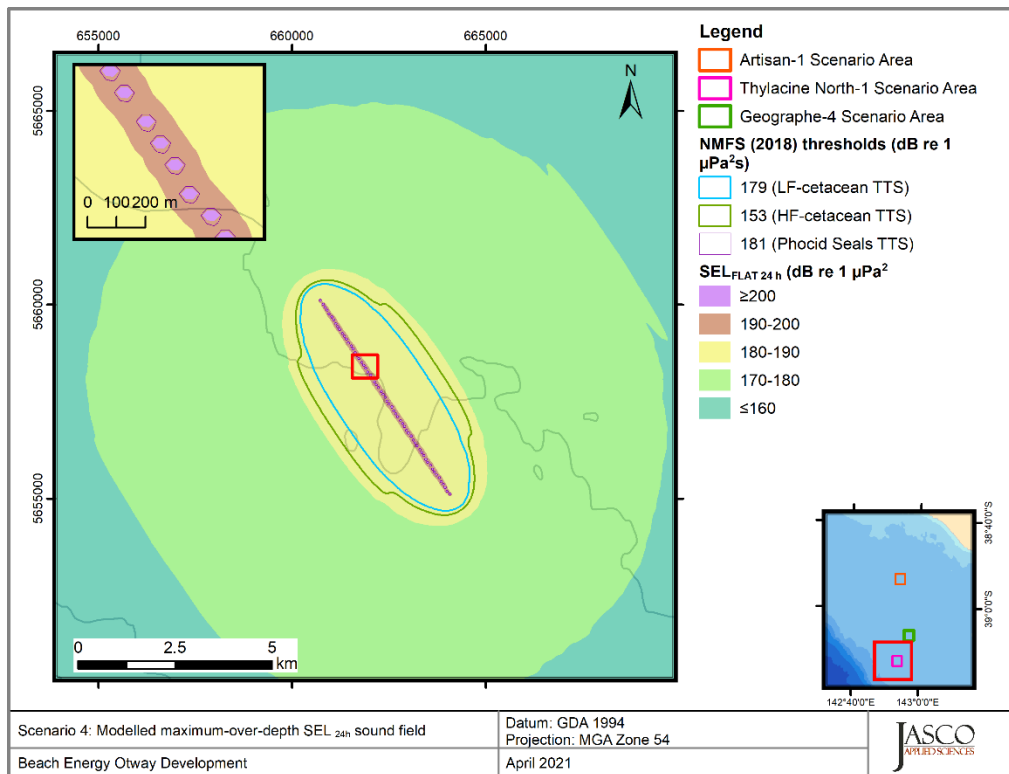 655000
660000
665000
5665000
5660000
5655000
0 100 200 m
N
0
2.5
5
km
Legend
Artisan-1 Scenario Area
Thylacine North-1 Scenario Area
Geographe-4 Scenario Area
NMFS (2018) thresholds (dB re 1
µPa²s)
179 (LF-cetacean TTS)
153 (HF-cetacean TTS)
181 (Phocid Seals TTS)
SELFLAT 24 h (dB re 1 µPa²
≥200
190-200
180-190
170-180
≤160
38°40'0"S
39°0'0"S
142°40'0"E
143°0'0"E
Scenario 4: Modelled maximum-over-depth SEL 24h sound field
Datum: GDA 1994
Projection: MGA Zone 54
Beach Energy Otway Development
April 2021
JASCO
APPLIED SCIENCES